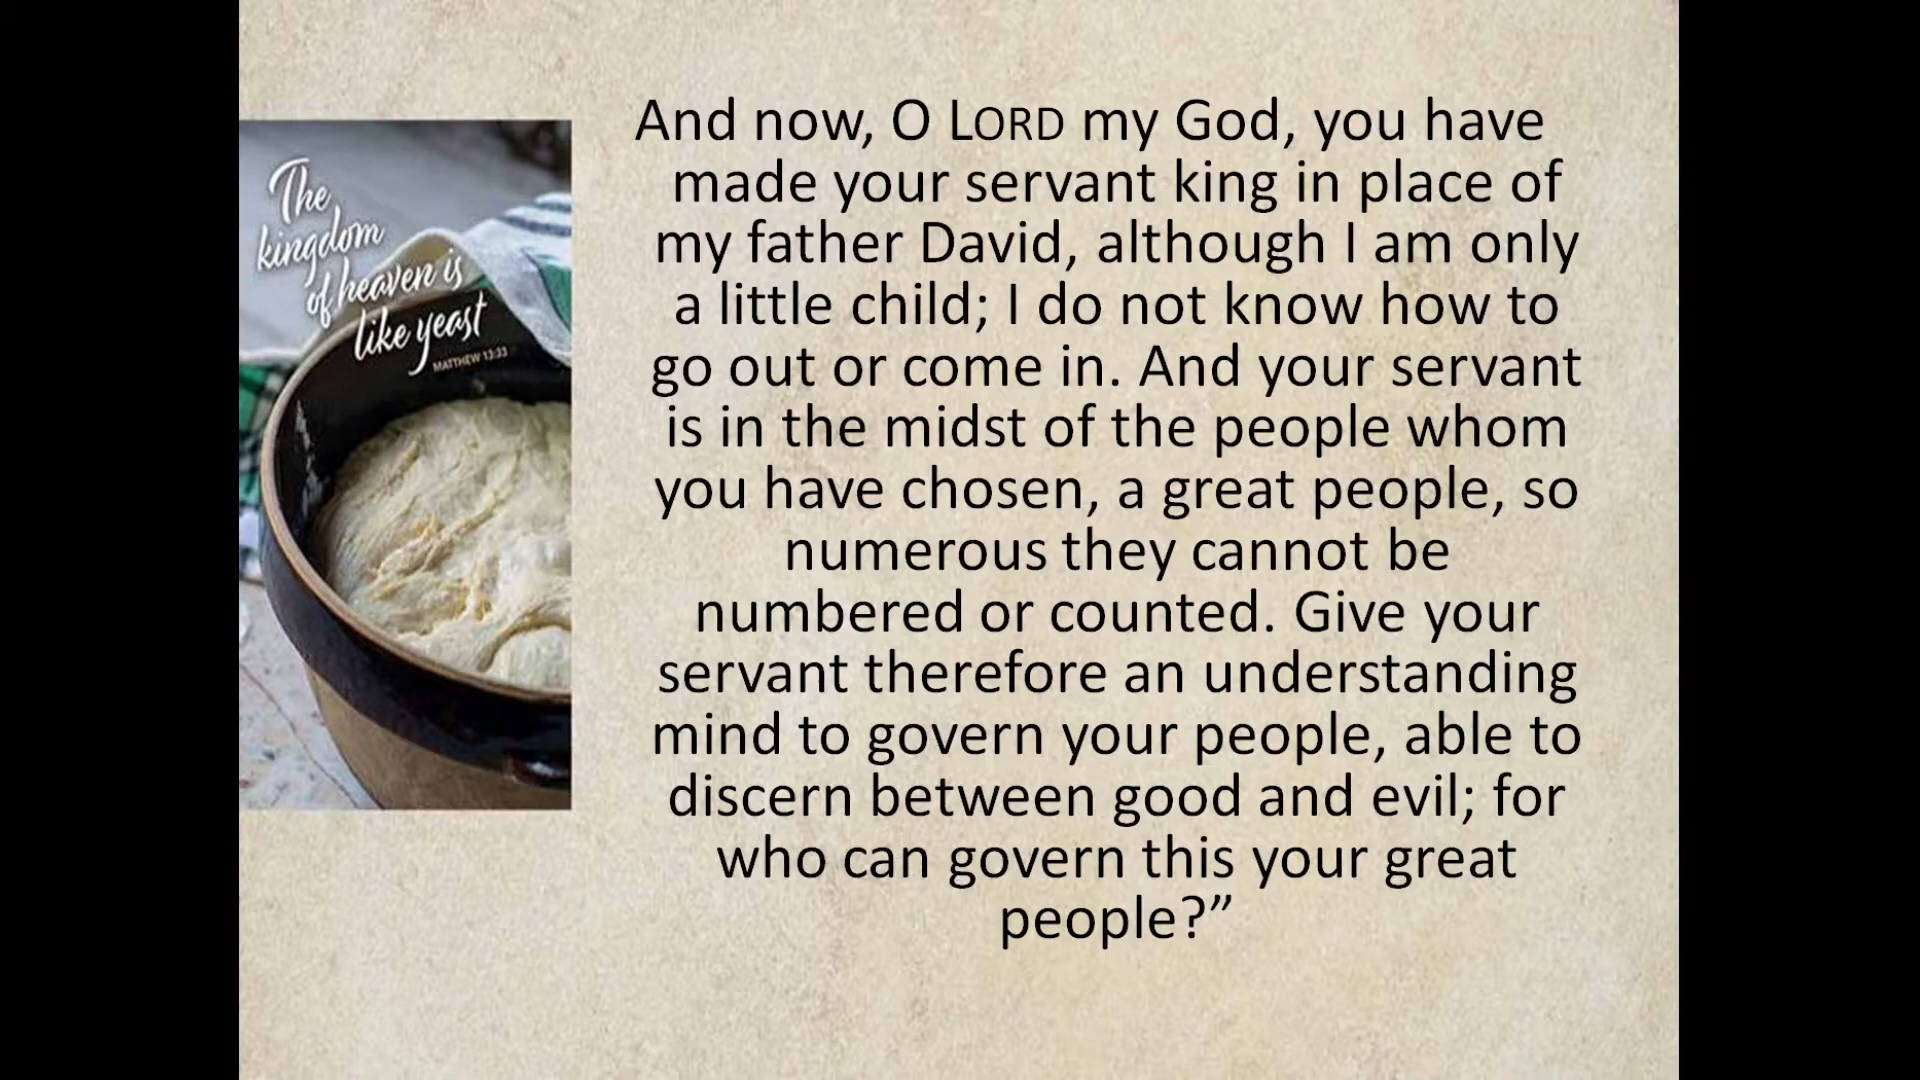 The
kingdom
of heaven is
like yeast
MATTHEW 13:33
And now, O LORD my God, you have
made your servant king in place of
my father David, although I am only
a little child; I do not know how to
go out or come in. And your servant
is in the midst of the people whom
you have chosen, a great people, so
numerous they cannot be
numbered or counted. Give your
servant therefore an understanding
mind to govern your people, able to
discern between good and evil; for
who can govern this your great
people?”